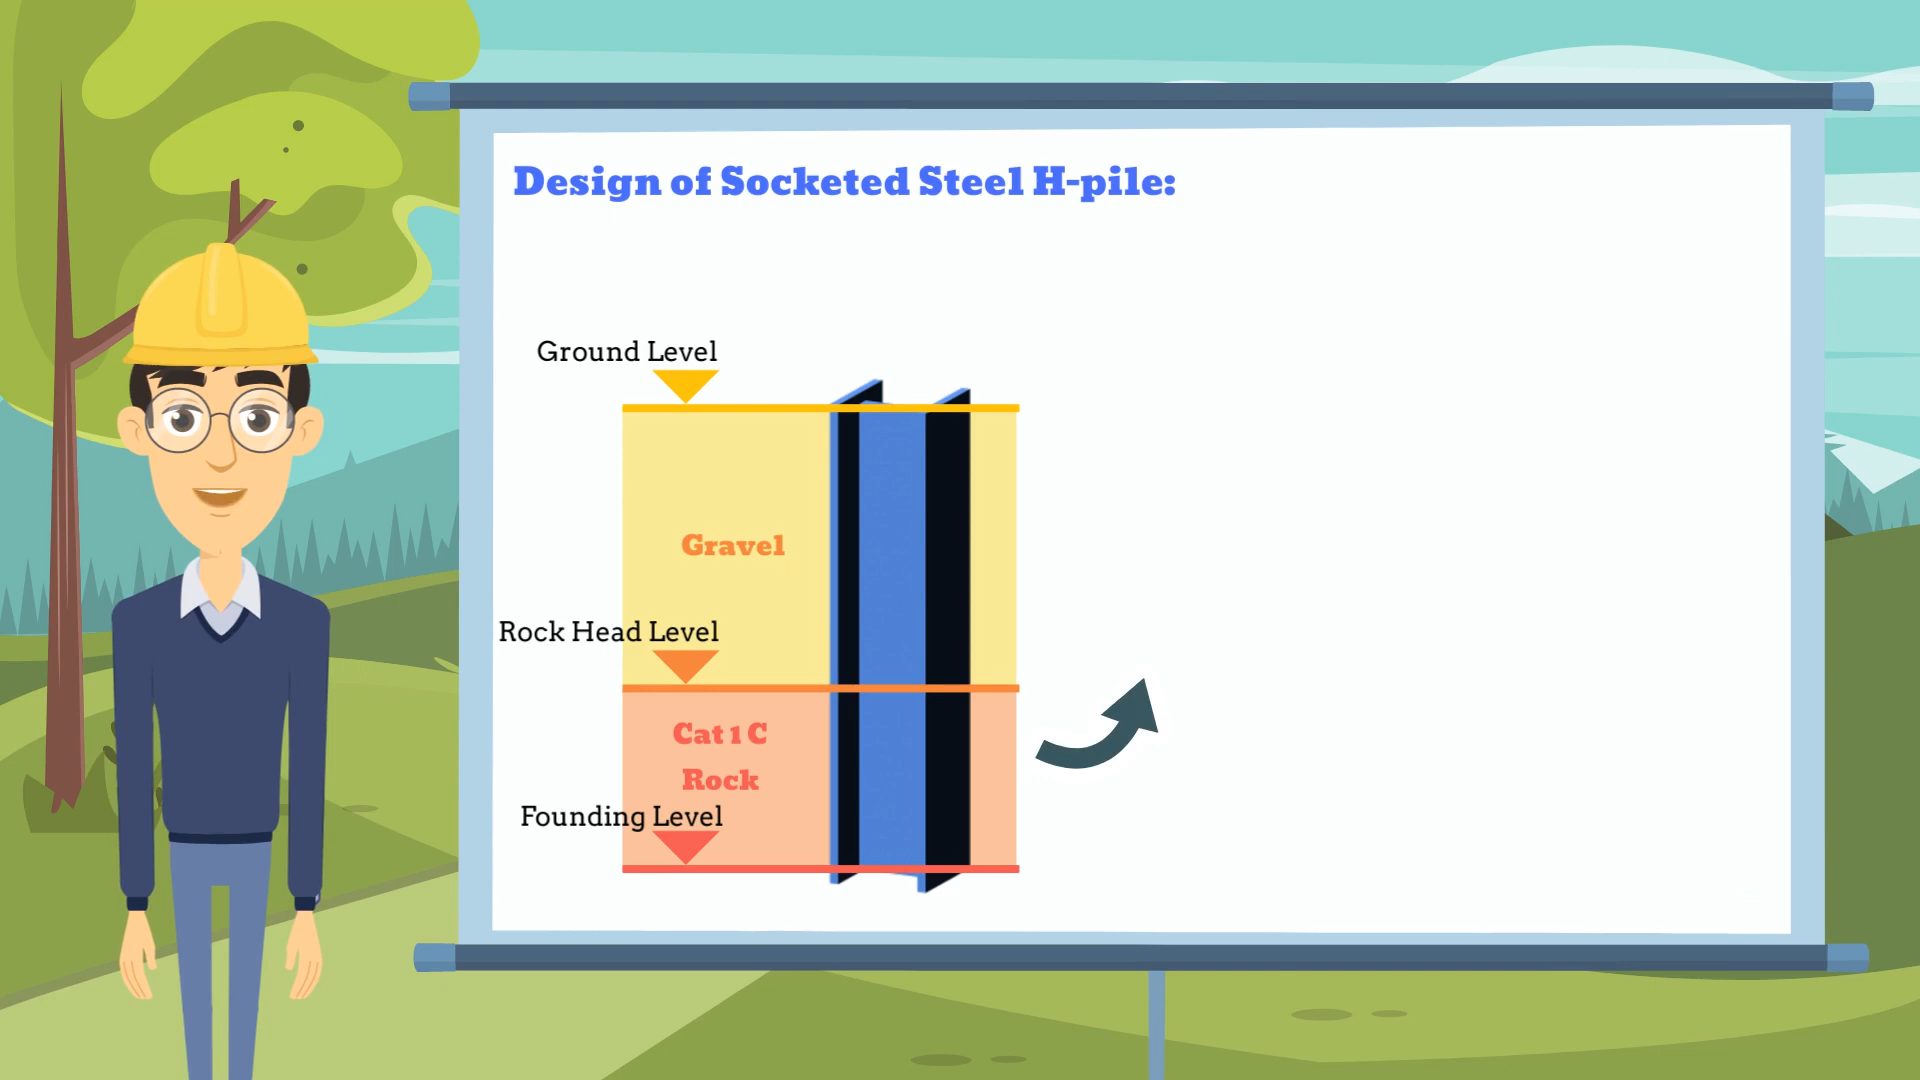 Design of Socketed Steel H-pile:
Ground Level
Gravel
Rock Head Level
Cat 1 C
Rock
Founding Level